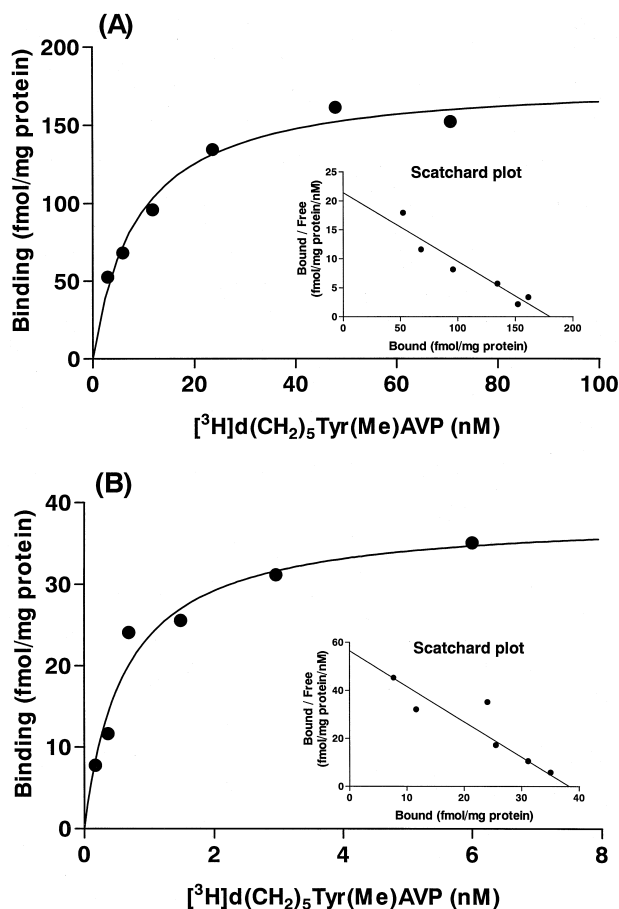 (A)
200
150
100
50
0
Binding (fmol/mg protein)
Scatchard plot
25
20
15
10
5
0
Bound / Free
(fmol/mg protein/nM)
0 50 100 150 200
Bound (fmol/mg protein)
0 20 40 60 80 100
[³H]d(CH₂)₅Tyr(Me)AVP (nM)
(B)
40
30
20
10
0
Binding (fmol/mg protein)
Scatchard plot
60
40
20
0
Bound / Free
(fmol/mg protein/nM)
0 10 20 30 40
Bound (fmol/mg protein)
0 2 4 6 8
[³H]d(CH₂)₅Tyr(Me)AVP (nM)